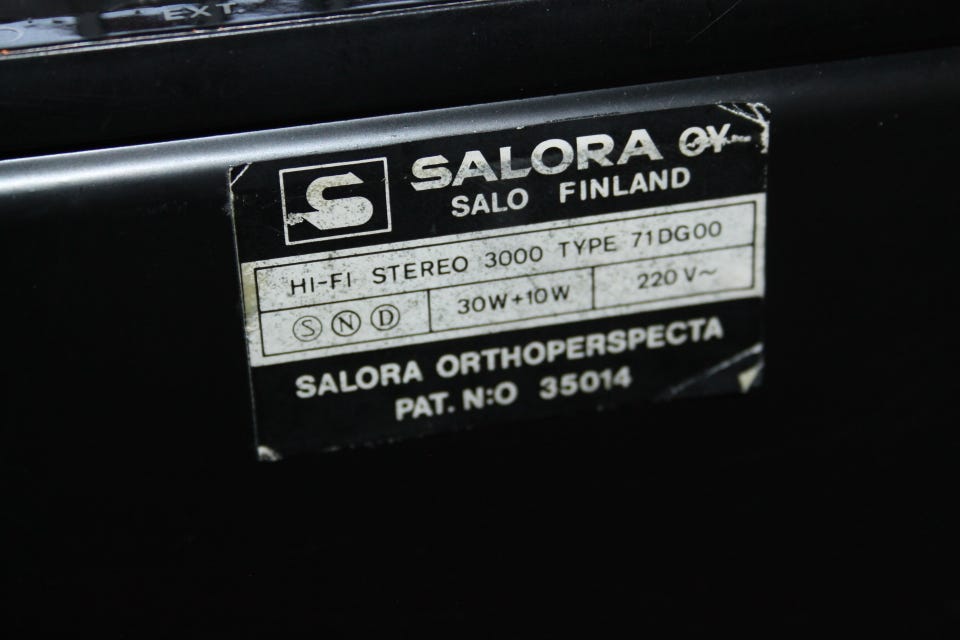 EXT.
S
SALORA OY
SALO FINLAND
HI-FI STEREO 3000 TYPE 71DG00
Ⓢ Ⓝ Ⓓ 30W+10W 220 V~
SALORA ORTHOPERSPECTA
PAT. N:O 35014